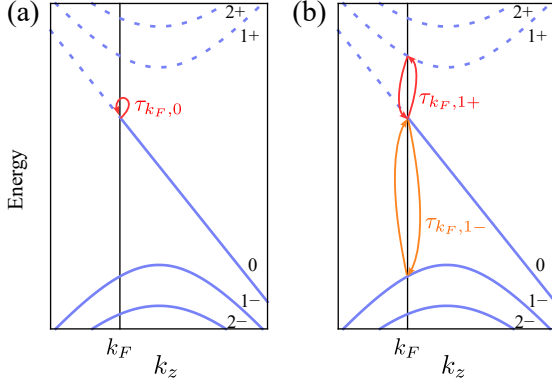 (a)
2+
1+
τ_{k_F,0}
Energy
0
1−
2−
k_F
k_z
(b)
2+
1+
τ_{k_F,1+}
τ_{k_F,1−}
0
1−
2−
k_F
k_z